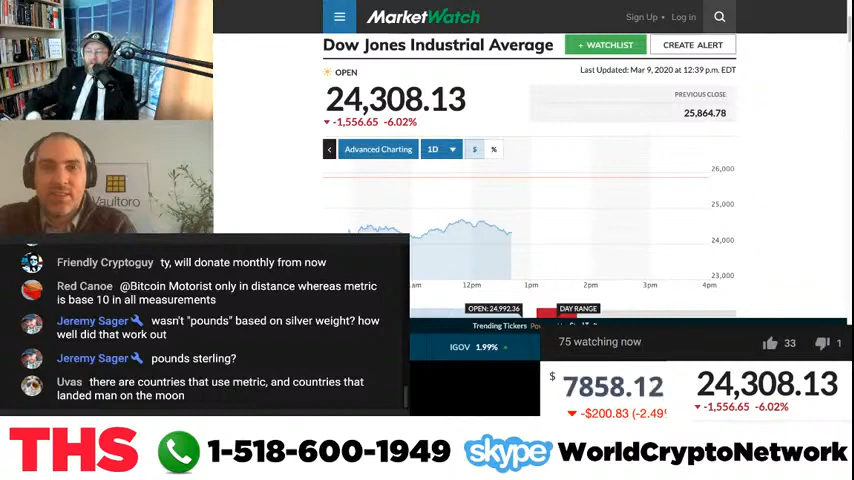 MarketWatch
Sign Up · Log in
Dow Jones Industrial Average
+ WATCHLIST
CREATE ALERT
OPEN
Last Updated: Mar 9, 2020 at 12:39 p.m. EDT
24,308.13
-1,556.65 -6.02%
PREVIOUS CLOSE
25,864.78
Advanced Charting
1D
$
%
26,000
25,000
24,000
23,000
am
12pm
1pm
2pm
3pm
4pm
OPEN: 24,992.36
DAY RANGE
Trending Tickers
IGOV 1.99%
Vaultoro
Friendly Cryptoguy ty, will donate monthly from now
Red Canoe @Bitcoin Motorist only in distance whereas metric
is base 10 in all measurements
Jeremy Sager wasn't "pounds" based on silver weight? how
well did that work out
Jeremy Sager pounds sterling?
Uvas there are countries that use metric, and countries that
landed man on the moon
75 watching now
33
1
$ 7858.12
-$200.83 (-2.49%
24,308.13
-1,556.65 -6.02%
THS
1-518-600-1949
skype
WorldCryptoNetwork